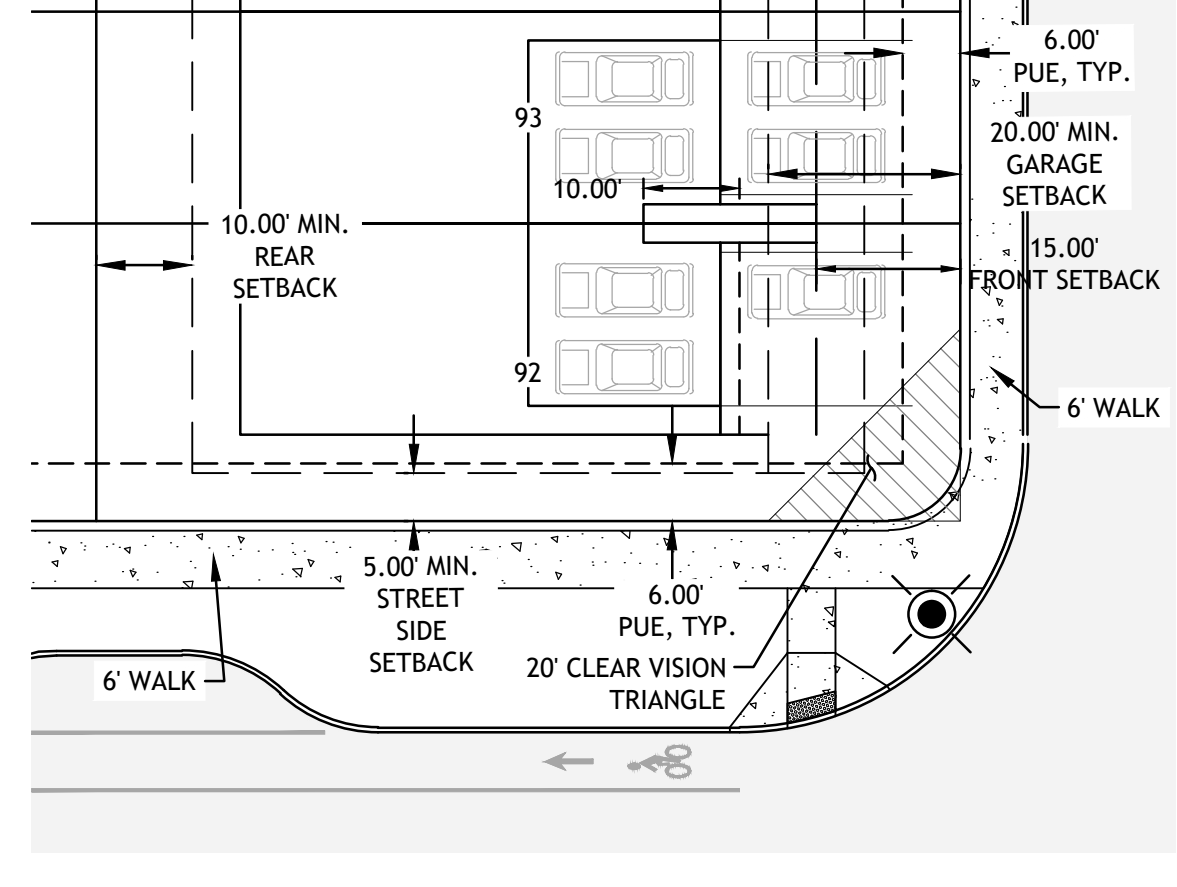 6.00'
PUE, TYP.
93
20.00' MIN.
GARAGE
SETBACK
10.00'
10.00' MIN.
REAR
SETBACK
15.00'
FRONT SETBACK
92
6' WALK
5.00' MIN.
STREET
SIDE
SETBACK
6.00'
PUE, TYP.
6' WALK
20' CLEAR VISION
TRIANGLE